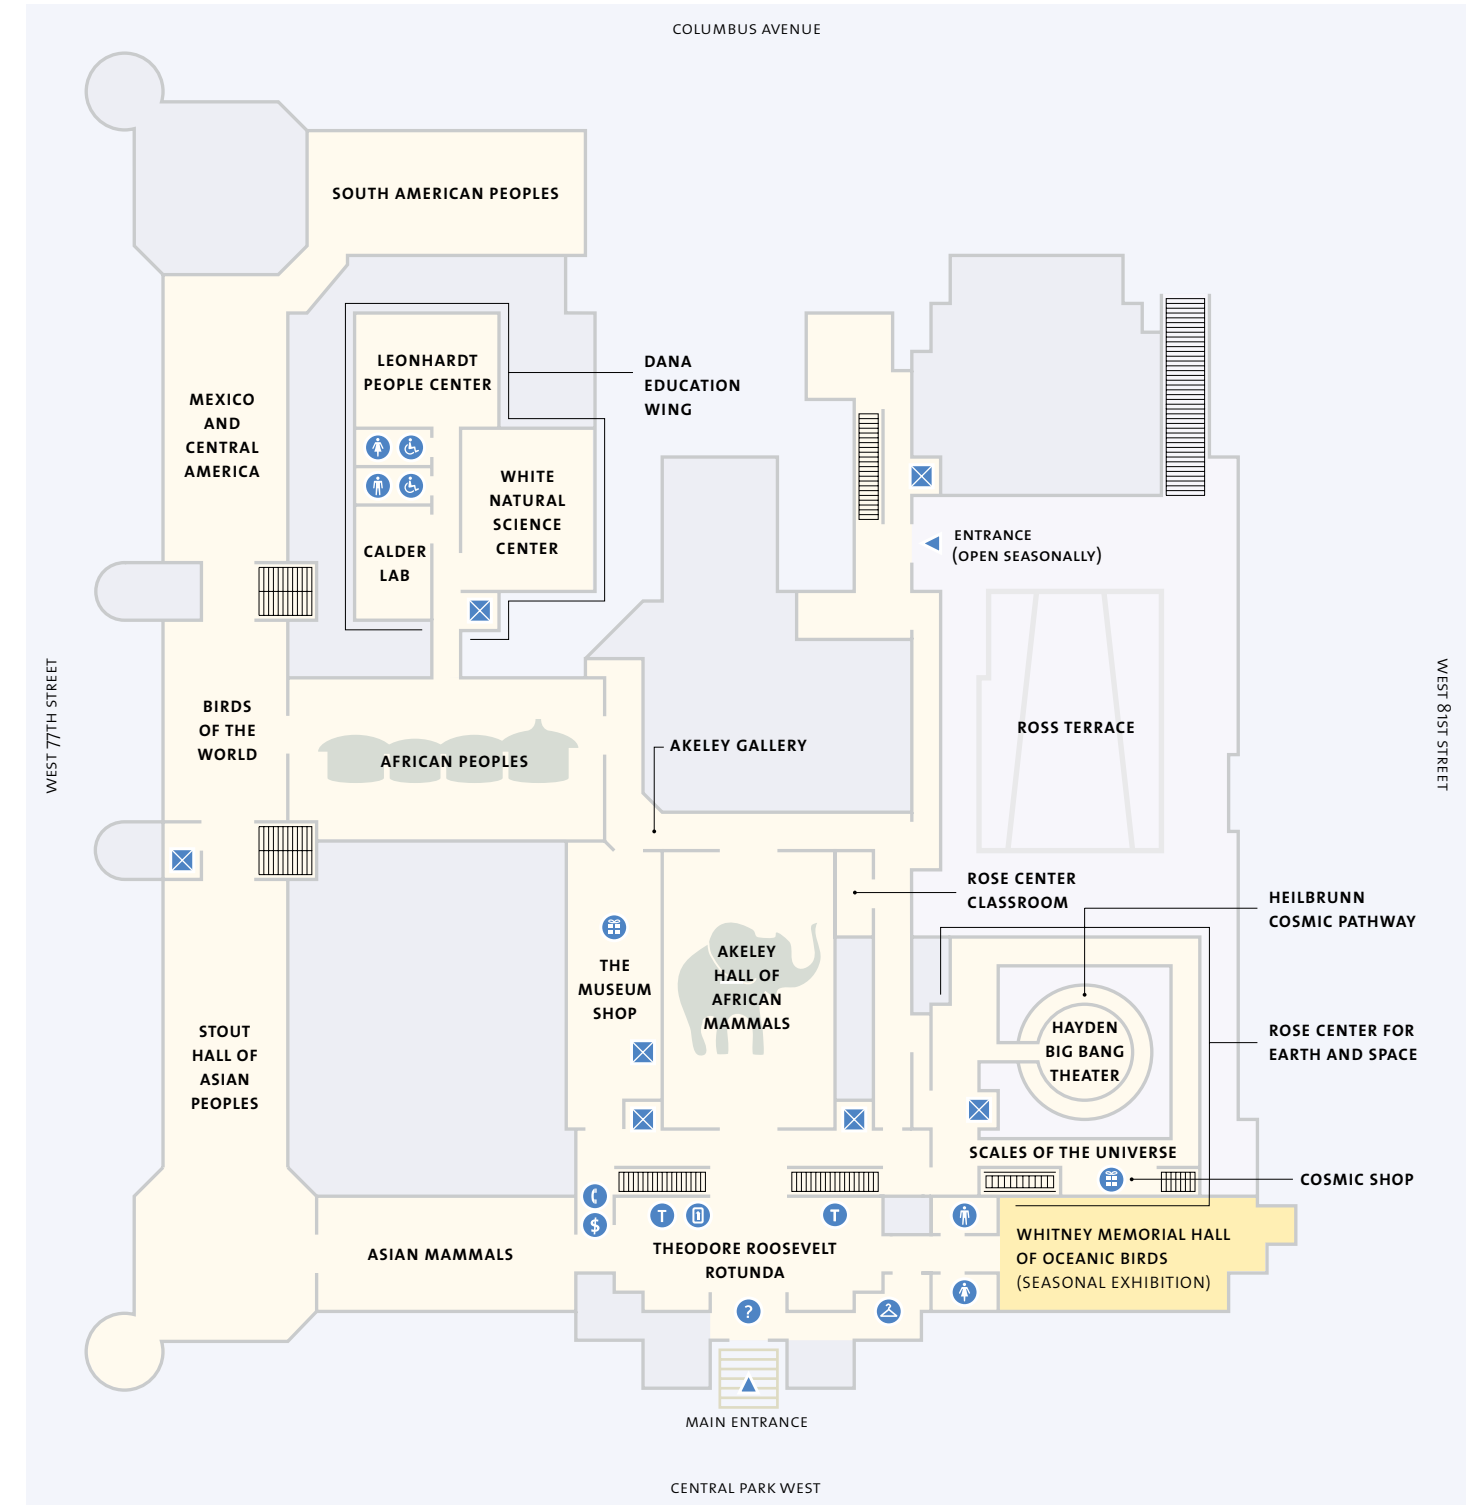 COLUMBUS AVENUE
SOUTH AMERICAN PEOPLES
LEONHARDT
PEOPLE CENTER
DANA
EDUCATION
WING
MEXICO
AND
CENTRAL
AMERICA
WHITE
NATURAL
SCIENCE
CENTER
CALDER
LAB
ENTRANCE
(OPEN SEASONALLY)
WEST 77TH STREET
WEST 81ST STREET
BIRDS
OF THE
WORLD
AFRICAN PEOPLES
AKELEY GALLERY
ROSS TERRACE
ROSE CENTER
CLASSROOM
HEILBRUNN
COSMIC PATHWAY
THE
MUSEUM
SHOP
AKELEY
HALL OF
AFRICAN
MAMMALS
STOUT
HALL OF
ASIAN
PEOPLES
HAYDEN
BIG BANG
THEATER
ROSE CENTER FOR
EARTH AND SPACE
SCALES OF THE UNIVERSE
COSMIC SHOP
$
T
T
ASIAN MAMMALS
THEODORE ROOSEVELT
ROTUNDA
WHITNEY MEMORIAL HALL
OF OCEANIC BIRDS
(SEASONAL EXHIBITION)
?
MAIN ENTRANCE
CENTRAL PARK WEST